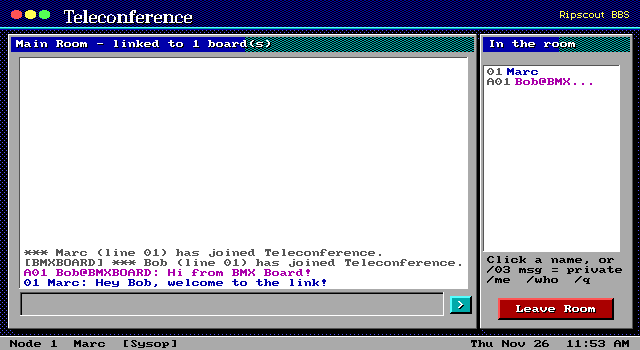 Teleconference
Ripscout BBS
Main Room - linked to 1 board(s)
In the room
01 Marc
A01 Bob@BMX...
*** Marc (line 01) has joined Teleconference.
[BMXBOARD] *** Bob (line 01) has joined Teleconference.
A01 Bob@BMXBOARD: Hi from BMX Board!
01 Marc: Hey Bob, welcome to the link!
>
Click a name, or
/03 msg = private
/me /who /q
Leave Room
Node 1 Marc [Sysop]
Thu Nov 26 11:53 AM